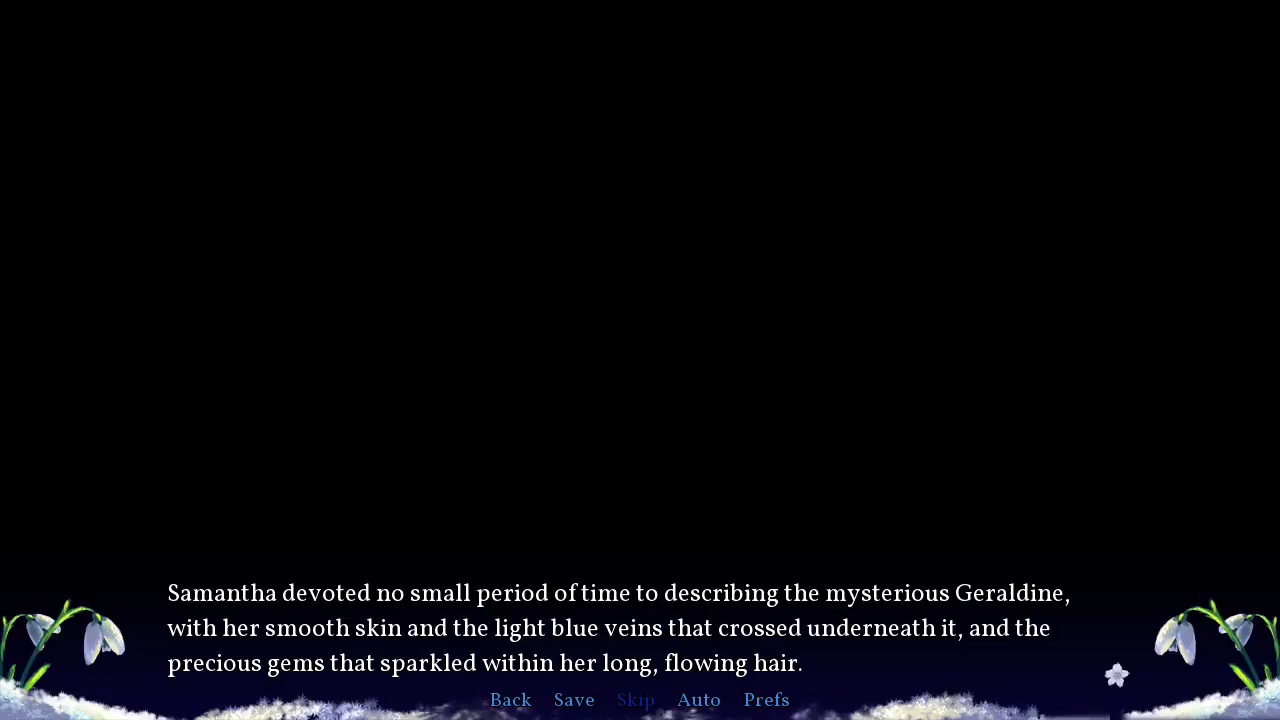 Samantha devoted no small period of time to describing the mysterious Geraldine,
with her smooth skin and the light blue veins that crossed underneath it, and the
precious gems that sparkled within her long, flowing hair.
Back Save Skip Auto Prefs